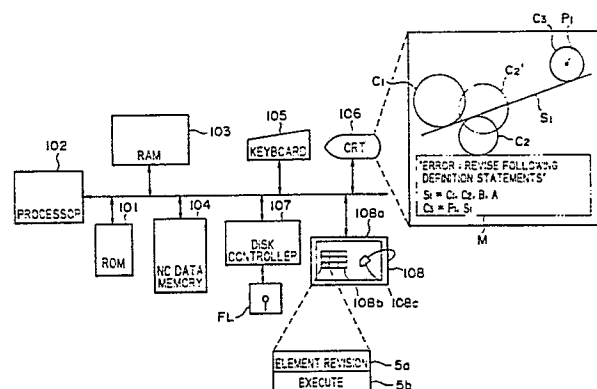 102
PROCESSOR
103
RAM
101
ROM
104
NC DATA
MEMORY
105
KEYBOARD
107
DISK
CONTROLLER
FL
106
CRT
108a
108
108b
108c
ELEMENT REVISION
5a
EXECUTE
5b
C1
C2'
C3
P1
S1
C2
"ERROR : REVISE FOLLOWING
DEFINITION STATEMENTS"
S1 = C1, C2, B, A
C3 = P1, S1
M